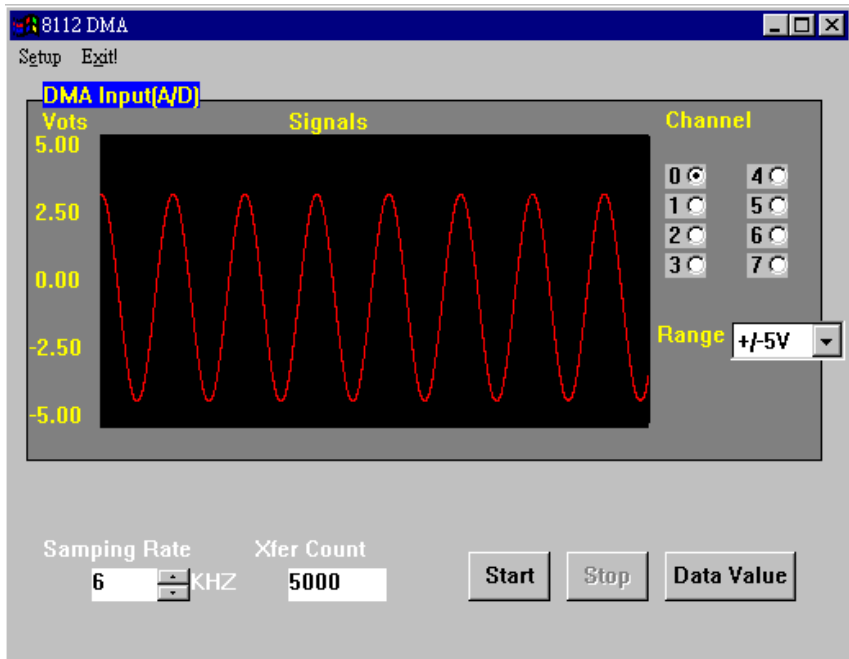 8112 DMA
Setup Exit!
DMA Input(A/D)
Vots Signals Channel
5.00
2.50
0.00
-2.50
-5.00
0 4
1 5
2 6
3 7
Range +/-5V
Samping Rate Xfer Count
6 KHZ 5000
Start Stop Data Value